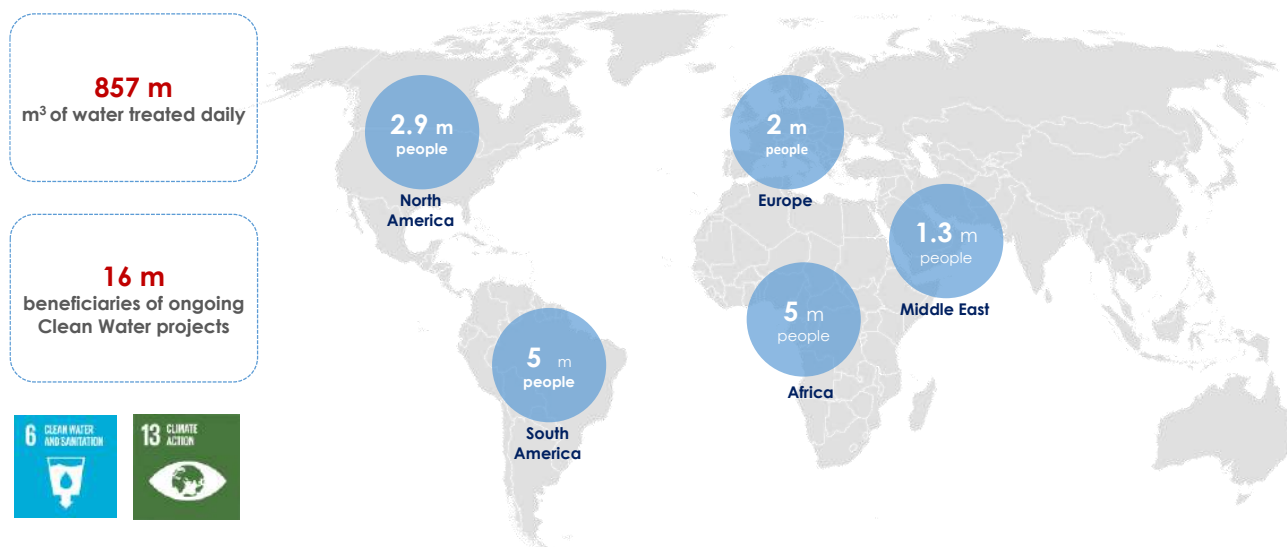 857 m
m³ of water treated daily
16 m
beneficiaries of ongoing
Clean Water projects
6 CLEAN WATER
AND SANITATION
13 CLIMATE
ACTION
2.9 m
people
North
America
2 m
people
Europe
1.3 m
people
Middle East
5 m
people
Africa
5 m
people
South
America